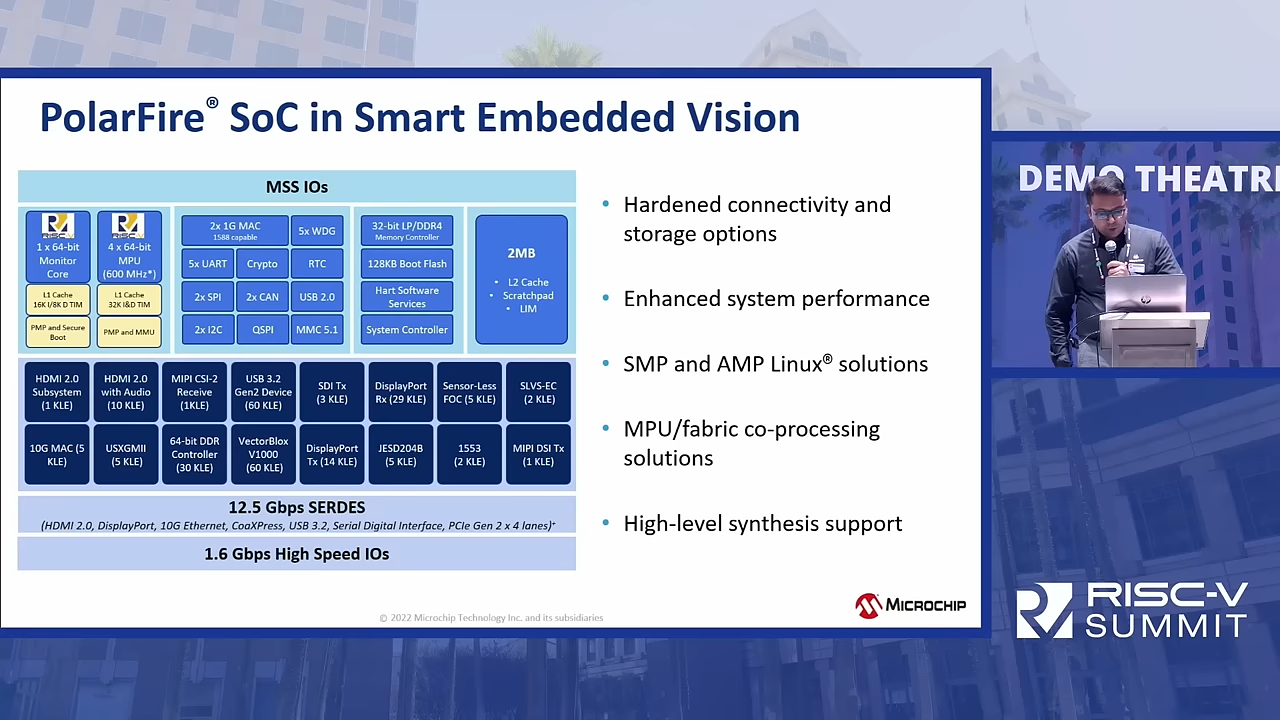 PolarFire® SoC in Smart Embedded Vision
MSS IOs
RISC-V
1 x 64-bit
Monitor
Core
L1 Cache
16K I/8K D TIM
PMP and Secure
Boot
RISC-V
4 x 64-bit
MPU
(600 MHz*)
L1 Cache
32K I&D TIM
PMP and MMU
2x 1G MAC
1588 capable
5x WDG
5x UART
Crypto
RTC
2x SPI
2x CAN
USB 2.0
2x I2C
QSPI
MMC 5.1
32-bit LP/DDR4
Memory Controller
128KB Boot Flash
Hart Software
Services
System Controller
2MB
• L2 Cache
• Scratchpad
• LIM
HDMI 2.0
Subsystem
(1 KLE)
HDMI 2.0
with Audio
(10 KLE)
MIPI CSI-2
Receive
(1KLE)
USB 3.2
Gen2 Device
(60 KLE)
SDI Tx
(3 KLE)
DisplayPort
Rx (29 KLE)
Sensor-Less
FOC (5 KLE)
SLVS-EC
(2 KLE)
10G MAC (5
KLE)
USXGMII
(5 KLE)
64-bit DDR
Controller
(30 KLE)
VectorBlox
V1000
(60 KLE)
DisplayPort
Tx (14 KLE)
JESD204B
(5 KLE)
1553
(2 KLE)
MIPI DSI Tx
(1 KLE)
12.5 Gbps SERDES
(HDMI 2.0, DisplayPort, 10G Ethernet, CoaXPress, USB 3.2, Serial Digital Interface, PCIe Gen 2 x 4 lanes)⁺
1.6 Gbps High Speed IOs
• Hardened connectivity and
storage options
• Enhanced system performance
• SMP and AMP Linux® solutions
• MPU/fabric co-processing
solutions
• High-level synthesis support
© 2022 Microchip Technology Inc. and its subsidiaries
MICROCHIP
DEMO THEATRE
hp
RISC-V
SUMMIT